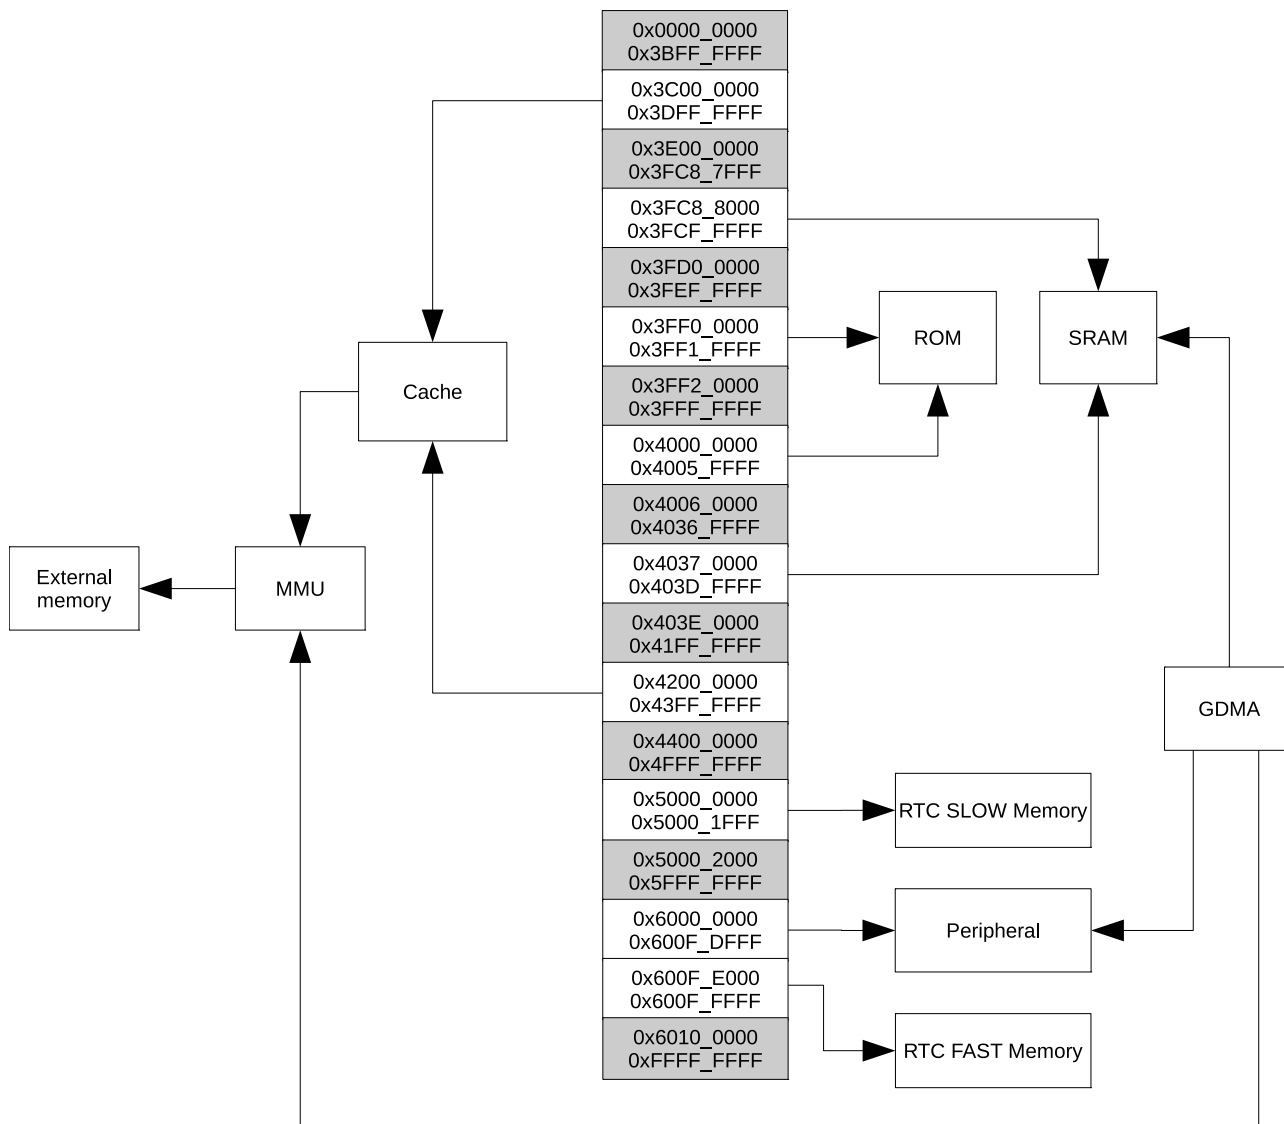 0x0000_0000
0x3BFF_FFFF
0x3C00_0000
0x3DFF_FFFF
0x3E00_0000
0x3FC8_7FFF
0x3FC8_8000
0x3FCF_FFFF
0x3FD0_0000
0x3FEF_FFFF
0x3FF0_0000
0x3FF1_FFFF
0x3FF2_0000
0x3FFF_FFFF
0x4000_0000
0x4005_FFFF
0x4006_0000
0x4036_FFFF
0x4037_0000
0x403D_FFFF
0x403E_0000
0x41FF_FFFF
0x4200_0000
0x43FF_FFFF
0x4400_0000
0x4FFF_FFFF
0x5000_0000
0x5000_1FFF
0x5000_2000
0x5FFF_FFFF
0x6000_0000
0x600F_DFFF
0x600F_E000
0x600F_FFFF
0x6010_0000
0xFFFF_FFFF
Cache
MMU
External
memory
ROM
SRAM
GDMA
RTC SLOW Memory
Peripheral
RTC FAST Memory